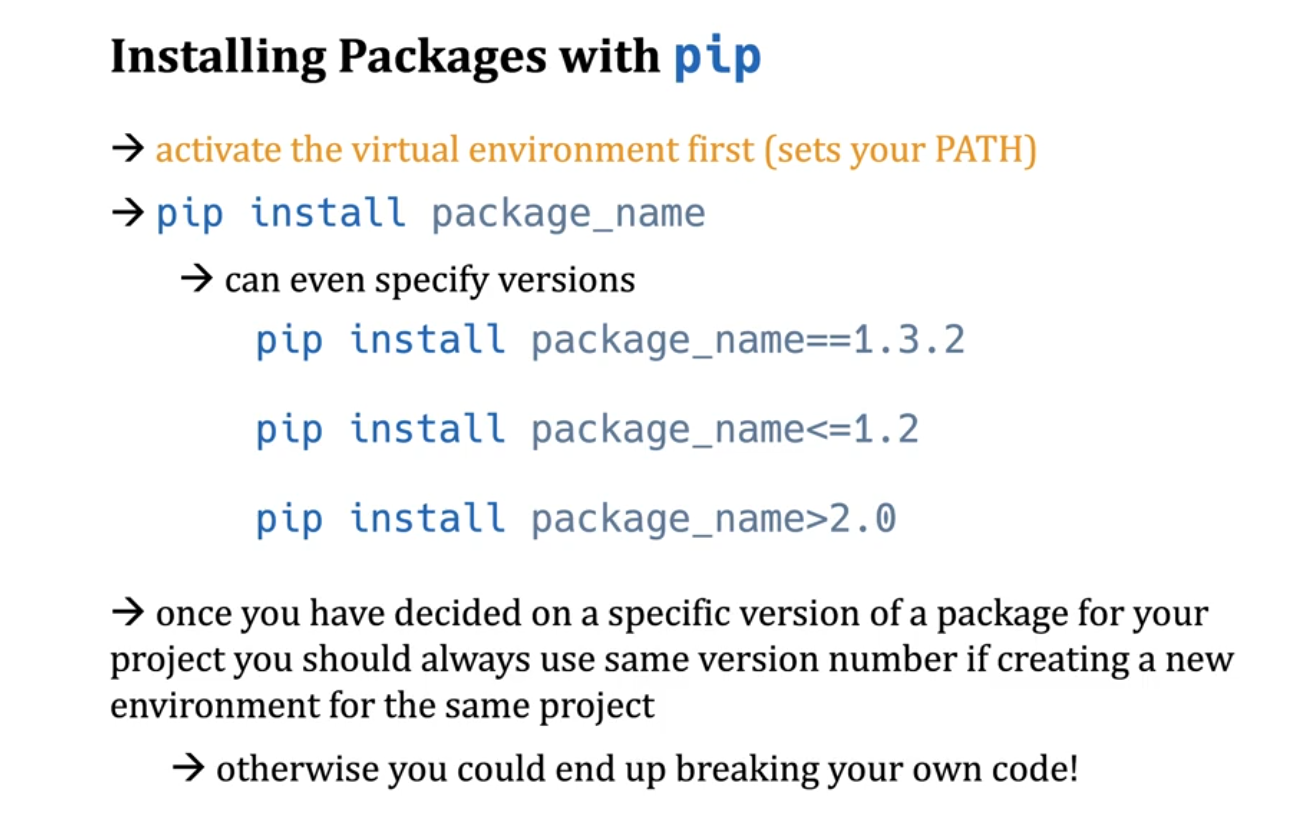 Installing Packages with pip
→ activate the virtual environment first (sets your PATH)
→ pip install package_name
→ can even specify versions
pip install package_name==1.3.2
pip install package_name<=1.2
pip install package_name>2.0
→ once you have decided on a specific version of a package for your
project you should always use same version number if creating a new
environment for the same project
→ otherwise you could end up breaking your own code!